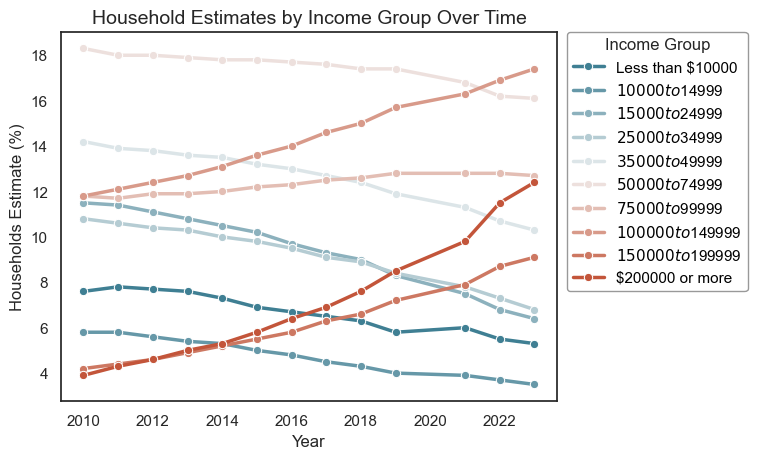 Household Estimates by Income Group Over Time
Households Estimate (%)
18
16
14
12
10
8
6
4
2010 2012 2014 2016 2018 2020 2022
Year
Income Group
Less than $10000
10000to14999
15000to24999
25000to34999
35000to49999
50000to74999
75000to99999
100000to149999
150000to199999
$200000 or more